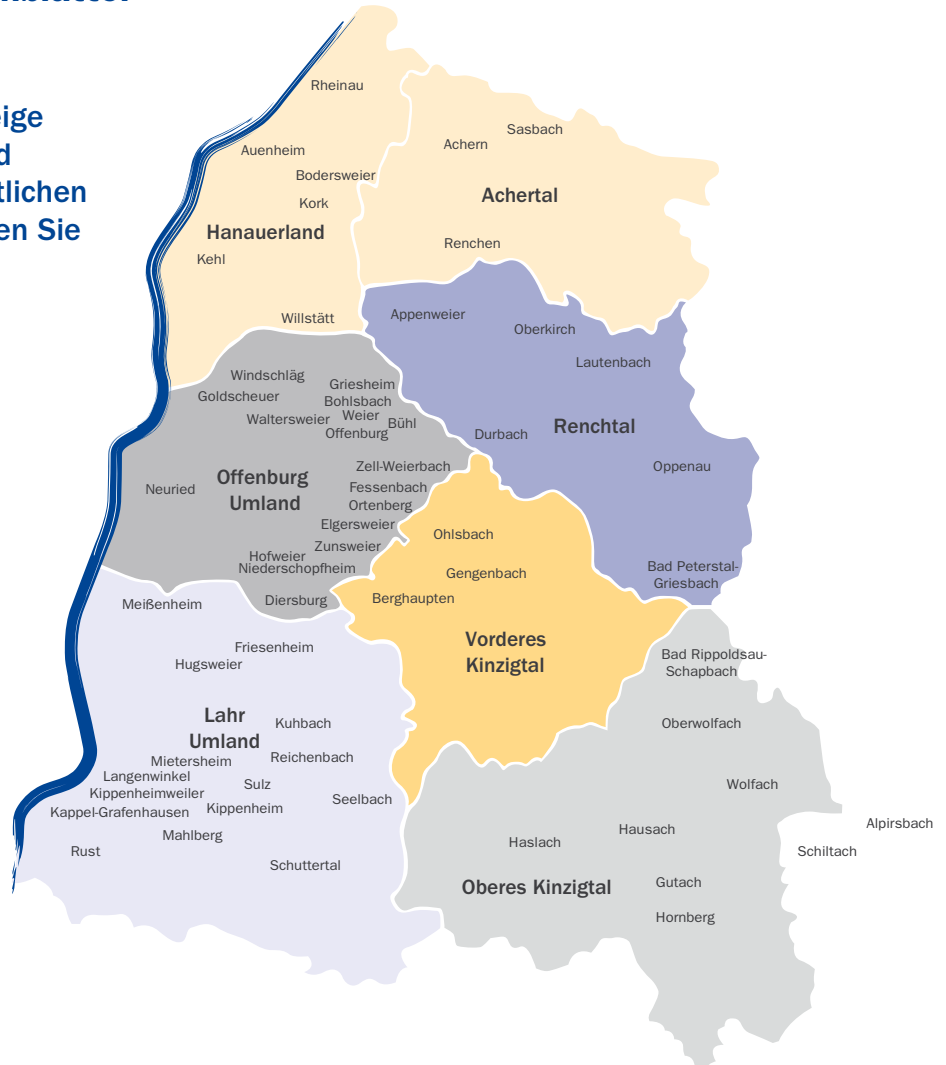 eige
d
tlichen
en Sie
Rheinau
Auenheim
Bodersweier
Kork
Hanauerland
Kehl
Willstätt
Sasbach
Achern
Achertal
Renchen
Appenweier
Oberkirch
Lautenbach
Renchtal
Durbach
Oppenau
Bad Peterstal-
Griesbach
Windschläg
Griesheim
Goldscheuer
Bohlsbach
Weier
Waltersweier
Bühl
Offenburg
Zell-Weierbach
Offenburg
Umland
Neuried
Fessenbach
Ortenberg
Elgersweier
Zunsweier
Hofweier
Niederschopfheim
Diersburg
Ohlsbach
Gengenbach
Berghaupten
Vorderes
Kinzigtal
Meißenheim
Friesenheim
Hugsweier
Lahr
Umland
Kuhbach
Mietersheim
Reichenbach
Langenwinkel
Sulz
Kippenheimweiler
Seelbach
Kappel-Grafenhausen
Kippenheim
Mahlberg
Rust
Schuttertal
Bad Rippoldsau-
Schapbach
Oberwolfach
Wolfach
Alpirsbach
Hausach
Haslach
Schiltach
Oberes Kinzigtal
Gutach
Hornberg